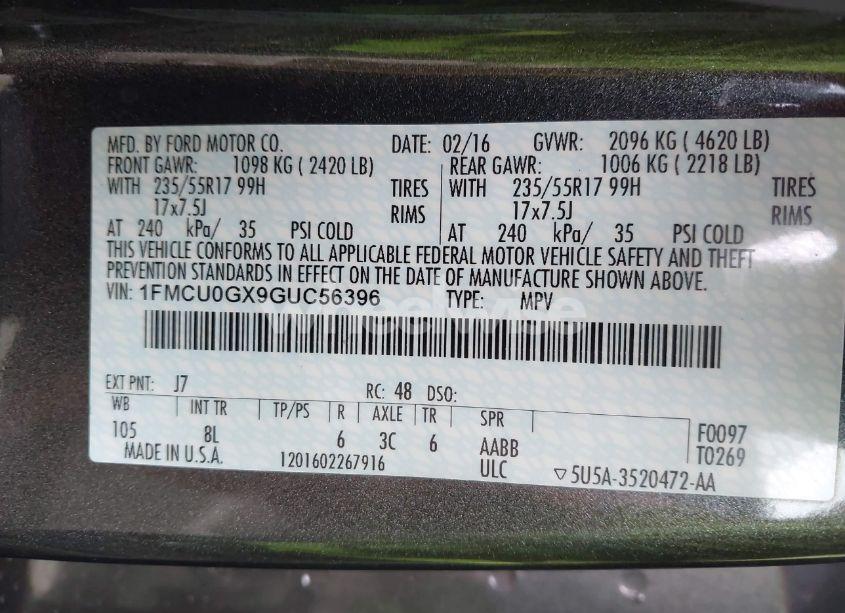 MFD. BY FORD MOTOR CO. DATE: 02/16 GVWR: 2096 KG ( 4620 LB)
FRONT GAWR: 1098 KG ( 2420 LB) REAR GAWR: 1006 KG ( 2218 LB)
WITH 235/55R17 99H TIRES WITH 235/55R17 99H TIRES
17x7.5J RIMS 17x7.5J RIMS
AT 240 kPa/ 35 PSI COLD AT 240 kPa/ 35 PSI COLD
THIS VEHICLE CONFORMS TO ALL APPLICABLE FEDERAL MOTOR VEHICLE SAFETY AND THEFT
PREVENTION STANDARDS IN EFFECT ON THE DATE OF MANUFACTURE SHOWN ABOVE.
VIN: 1FMCU0GX9GUC56396 TYPE: MPV
wheelwise
EXT PNT: J7 RC: 48 DSO:
WB INT TR TP/PS R AXLE TR SPR
105 8L 6 3C 6 AABB F0097
MADE IN U.S.A. 1201602267916 ULC T0269
▽5U5A-3520472-AA